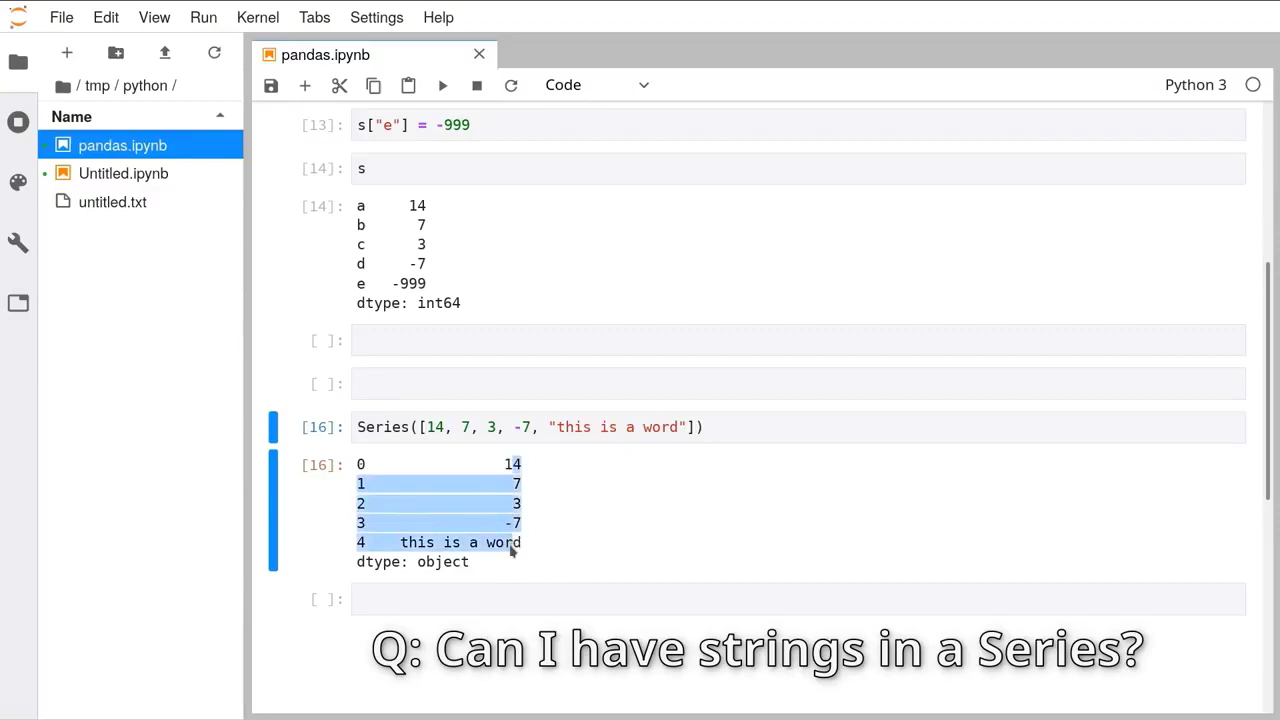 File Edit View Run Kernel Tabs Settings Help
/ tmp / python /
Name
pandas.ipynb
Untitled.ipynb
untitled.txt
pandas.ipynb
Code
Python 3
[13]: s["e"] = -999
[14]: s
[14]: a 14
b 7
c 3
d -7
e -999
dtype: int64
[ ]:
[ ]:
[16]: Series([14, 7, 3, -7, "this is a word"])
[16]: 0 14
1 7
2 3
3 -7
4 this is a word
dtype: object
[ ]:
Q: Can I have strings in a Series?